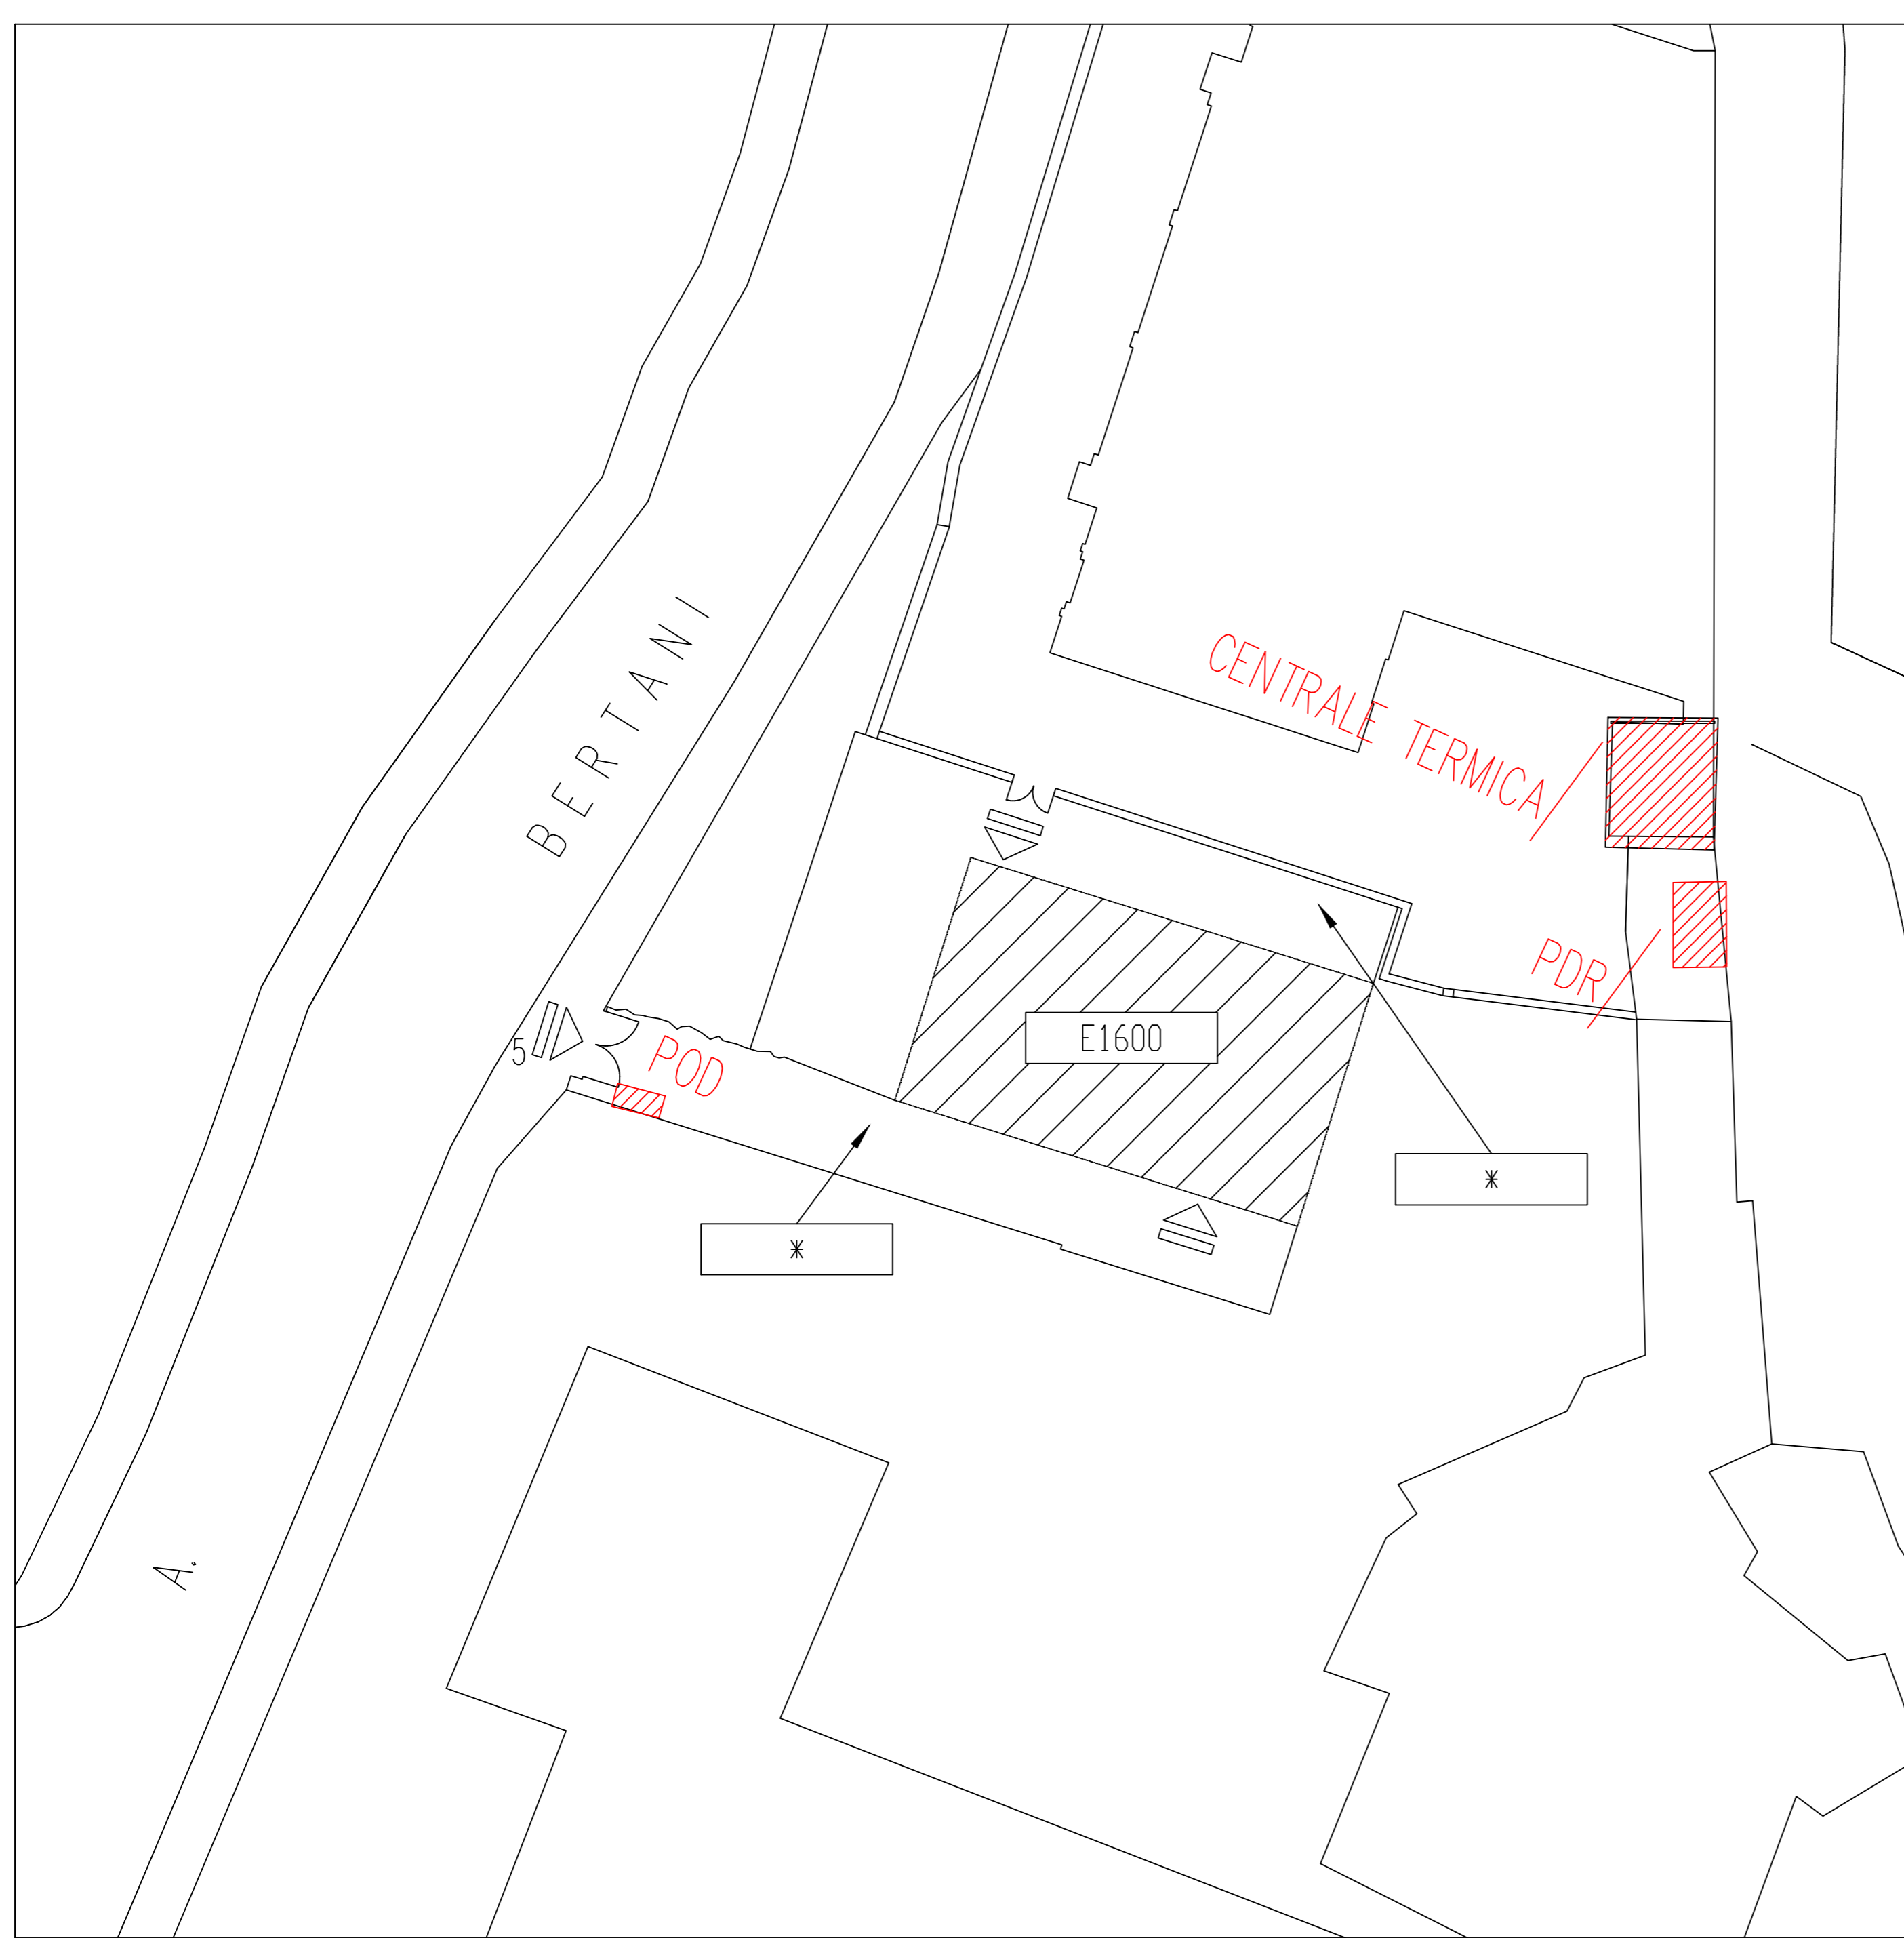 BERTANI
CENTRALE TERMICA
PDR
5
POD
E1600
*
*
A.